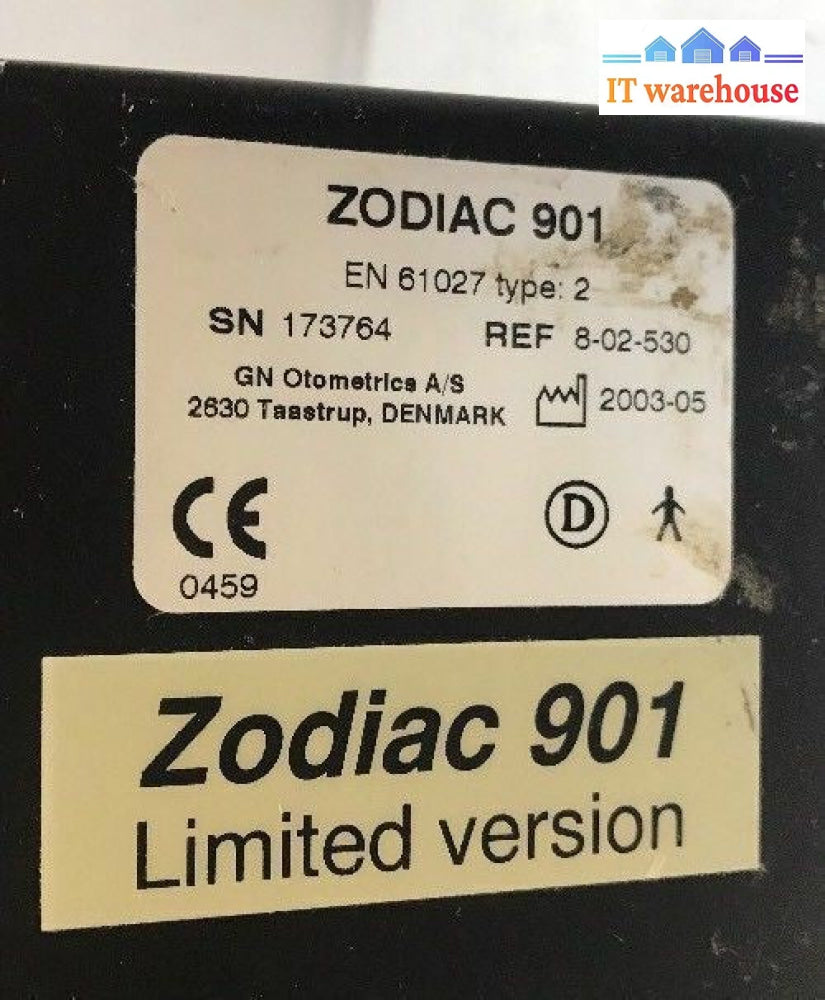 IT warehouse
ZODIAC 901
EN 61027 type: 2
SN 173764 REF 8-02-530
GN Otometrics A/S
2630 Taastrup, DENMARK
2003-05
CE
D
0459
Zodiac 901
Limited version